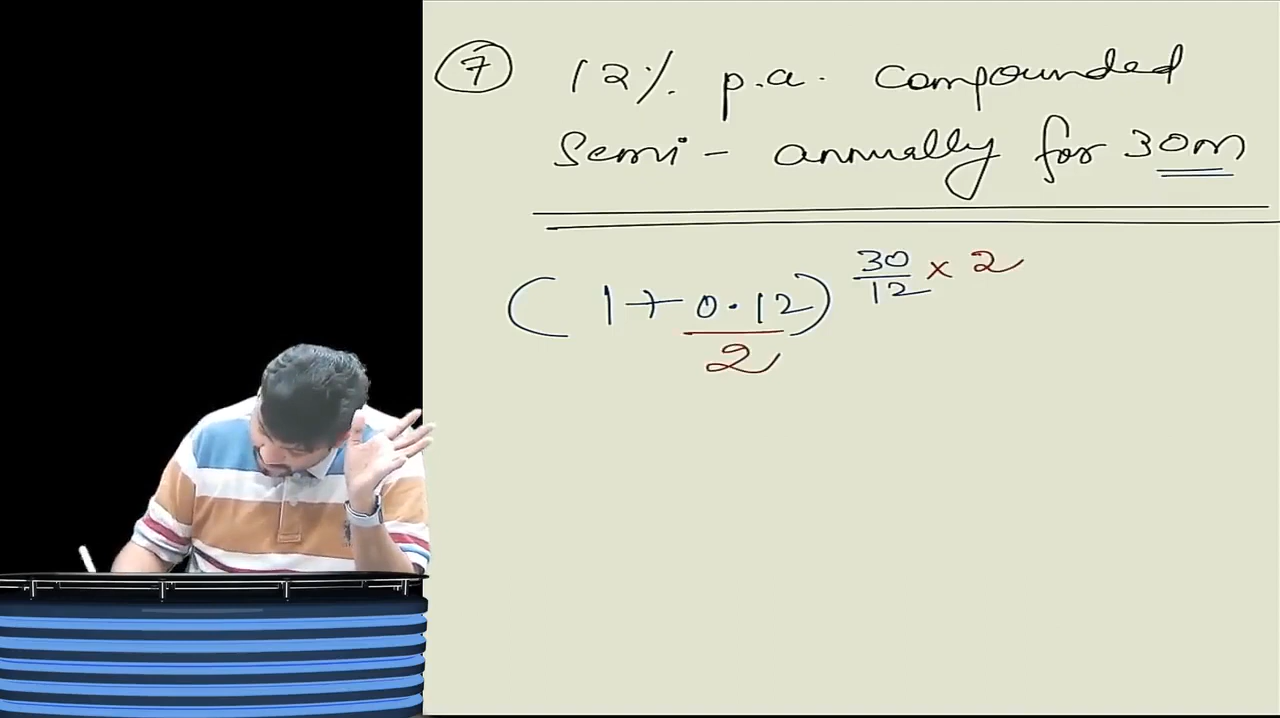 7 12% p.a. compounded
semi-annually for 30m
(1+0.12/2)^30/12 x 2